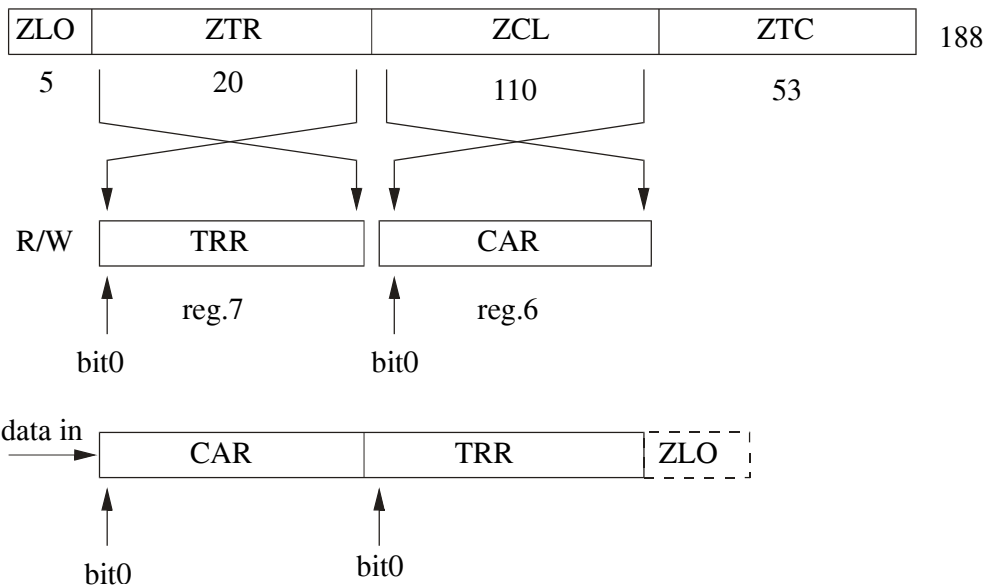 ZLO ZTR ZCL ZTC 188
5 20 110 53
R/W TRR CAR
reg.7 reg.6
bit0 bit0
data in
CAR TRR ZLO
bit0 bit0